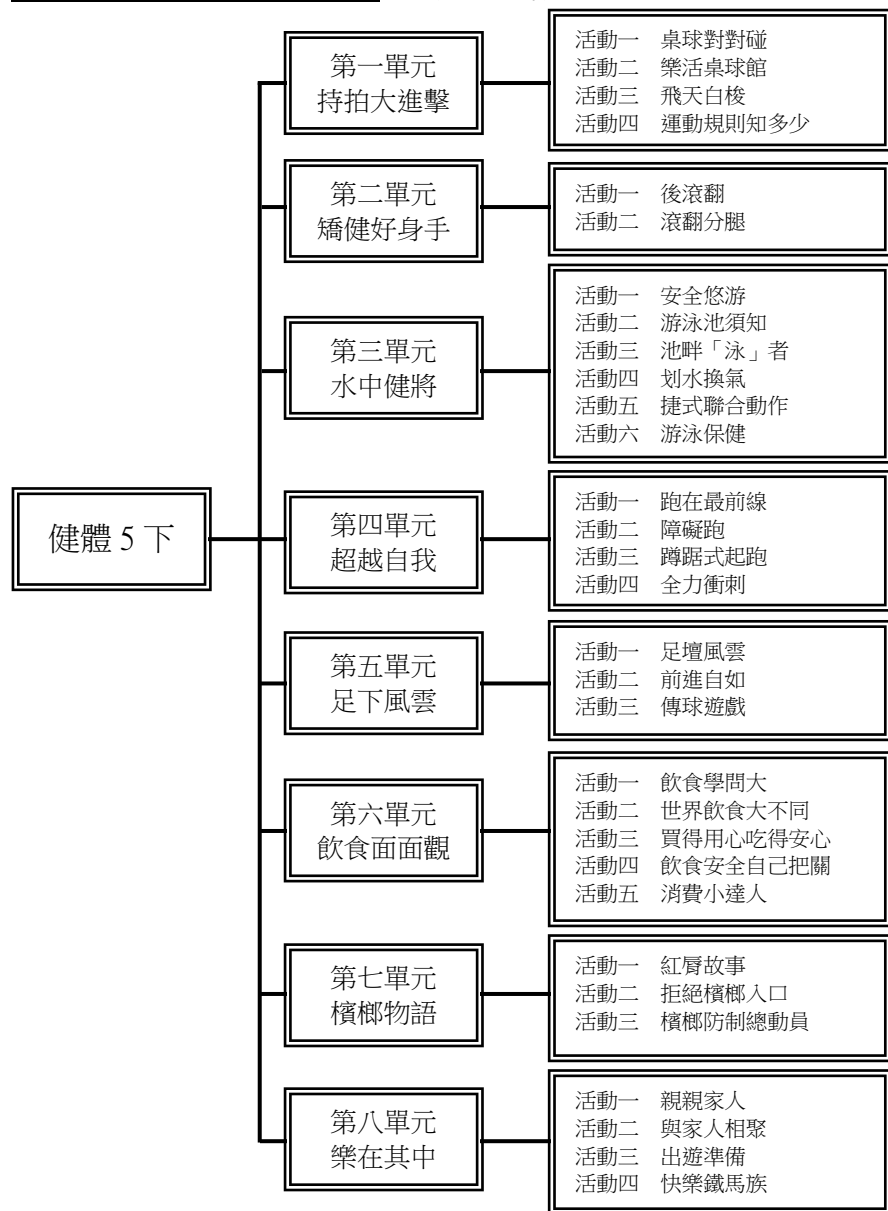 第一單元
持拍大進擊
活動一 桌球對對碰
活動二 樂活桌球館
活動三 飛天白梭
活動四 運動規則知多少
第二單元
矯健好身手
活動一 後滾翻
活動二 滾翻分腿
第三單元
水中健將
活動一 安全悠游
活動二 游泳池須知
活動三 池畔「泳」者
活動四 划水換氣
活動五 捷式聯合動作
活動六 游泳保健
健體 5 下
第四單元
超越自我
活動一 跑在最前線
活動二 障礙跑
活動三 蹲踞式起跑
活動四 全力衝刺
第五單元
足下風雲
活動一 足壇風雲
活動二 前進自如
活動三 傳球遊戲
第六單元
飲食面面觀
活動一 飲食學問大
活動二 世界飲食大不同
活動三 買得用心吃得安心
活動四 飲食安全自己把關
活動五 消費小達人
第七單元
檳榔物語
活動一 紅脣故事
活動二 拒絕檳榔入口
活動三 檳榔防制總動員
第八單元
樂在其中
活動一 親親家人
活動二 與家人相聚
活動三 出遊準備
活動四 快樂鐵馬族